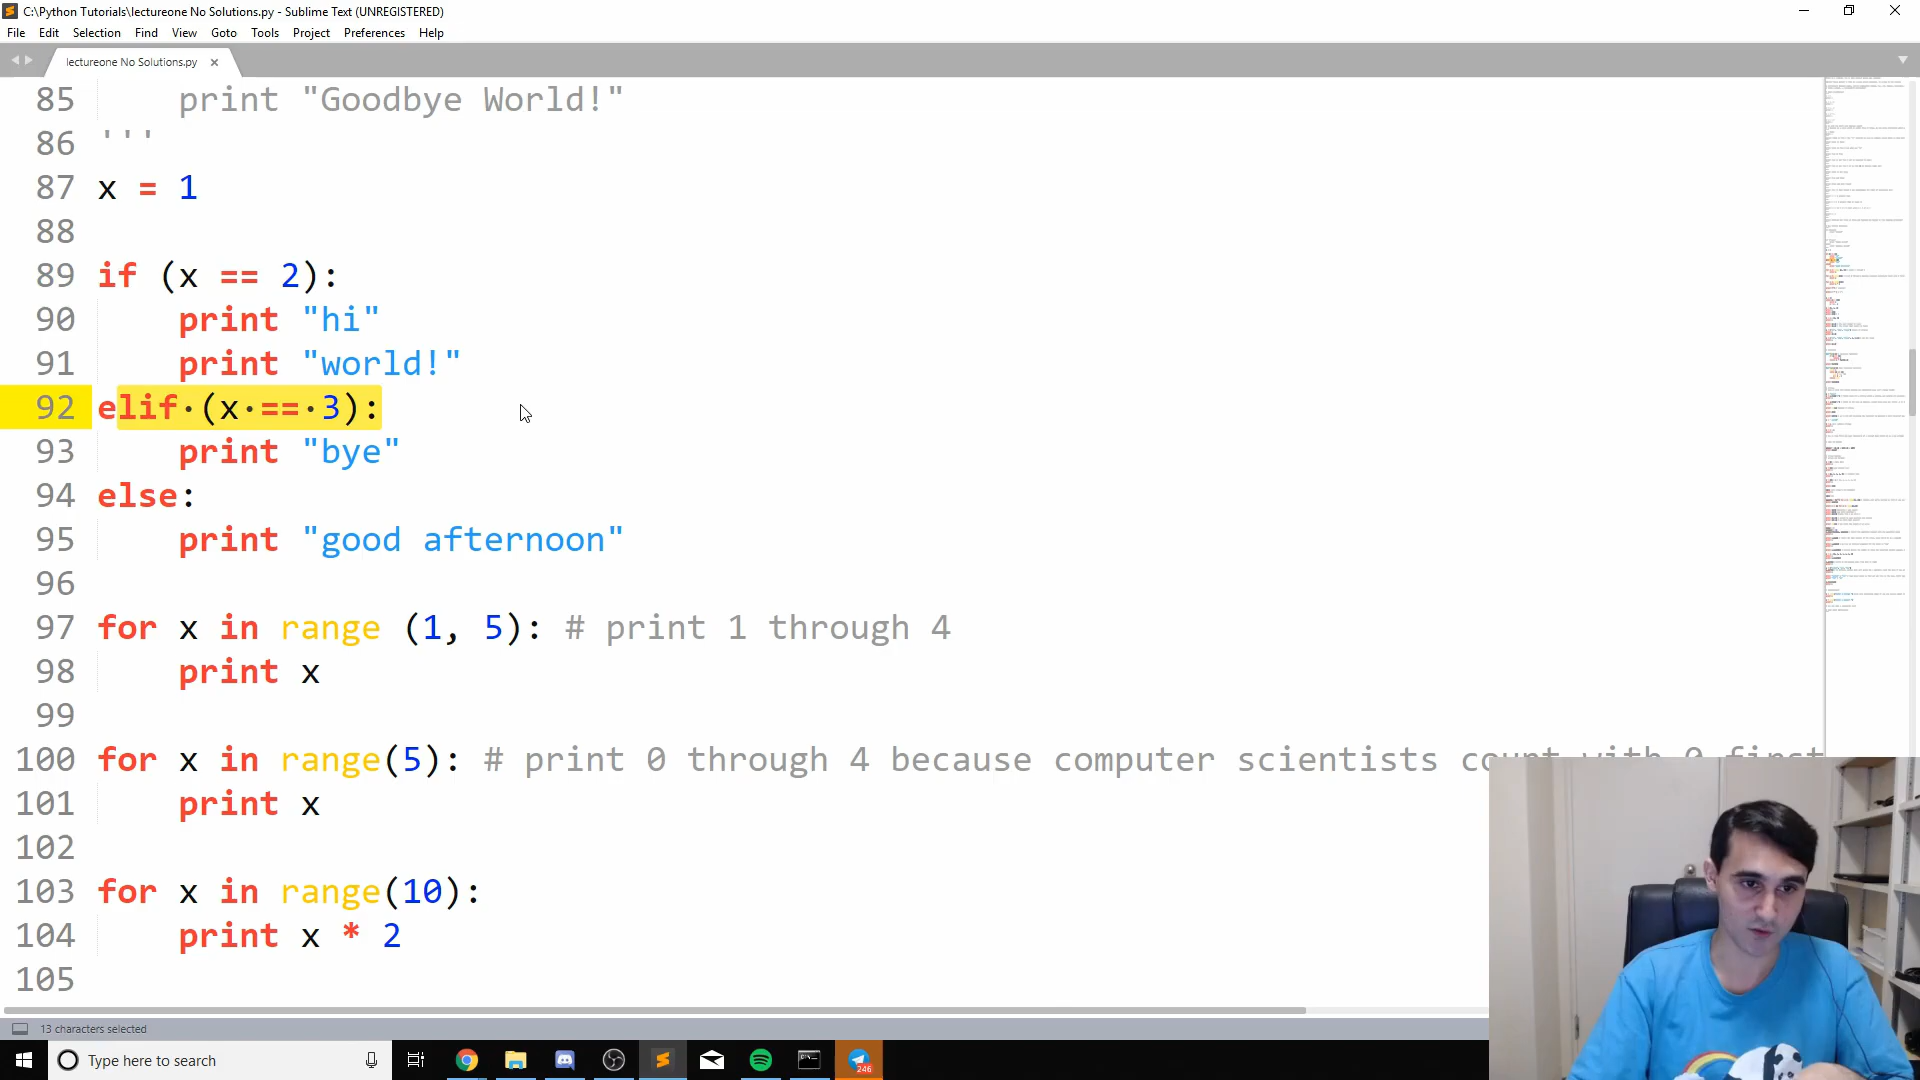 C:\Python Tutorials\lectureone No Solutions.py - Sublime Text (UNREGISTERED)
File Edit Selection Find View Goto Tools Project Preferences Help
lectureone No Solutions.py
85 print "Goodbye World!"
86 '''
87 x = 1
88
89 if (x == 2):
90 print "hi"
91 print "world!"
92 elif·(x·==·3):
93 print "bye"
94 else:
95 print "good afternoon"
96
97 for x in range (1, 5): # print 1 through 4
98 print x
99
100 for x in range(5): # print 0 through 4 because computer scientists count with 0 first
101 print x
102
103 for x in range(10):
104 print x * 2
105
13 characters selected
Type here to search
246